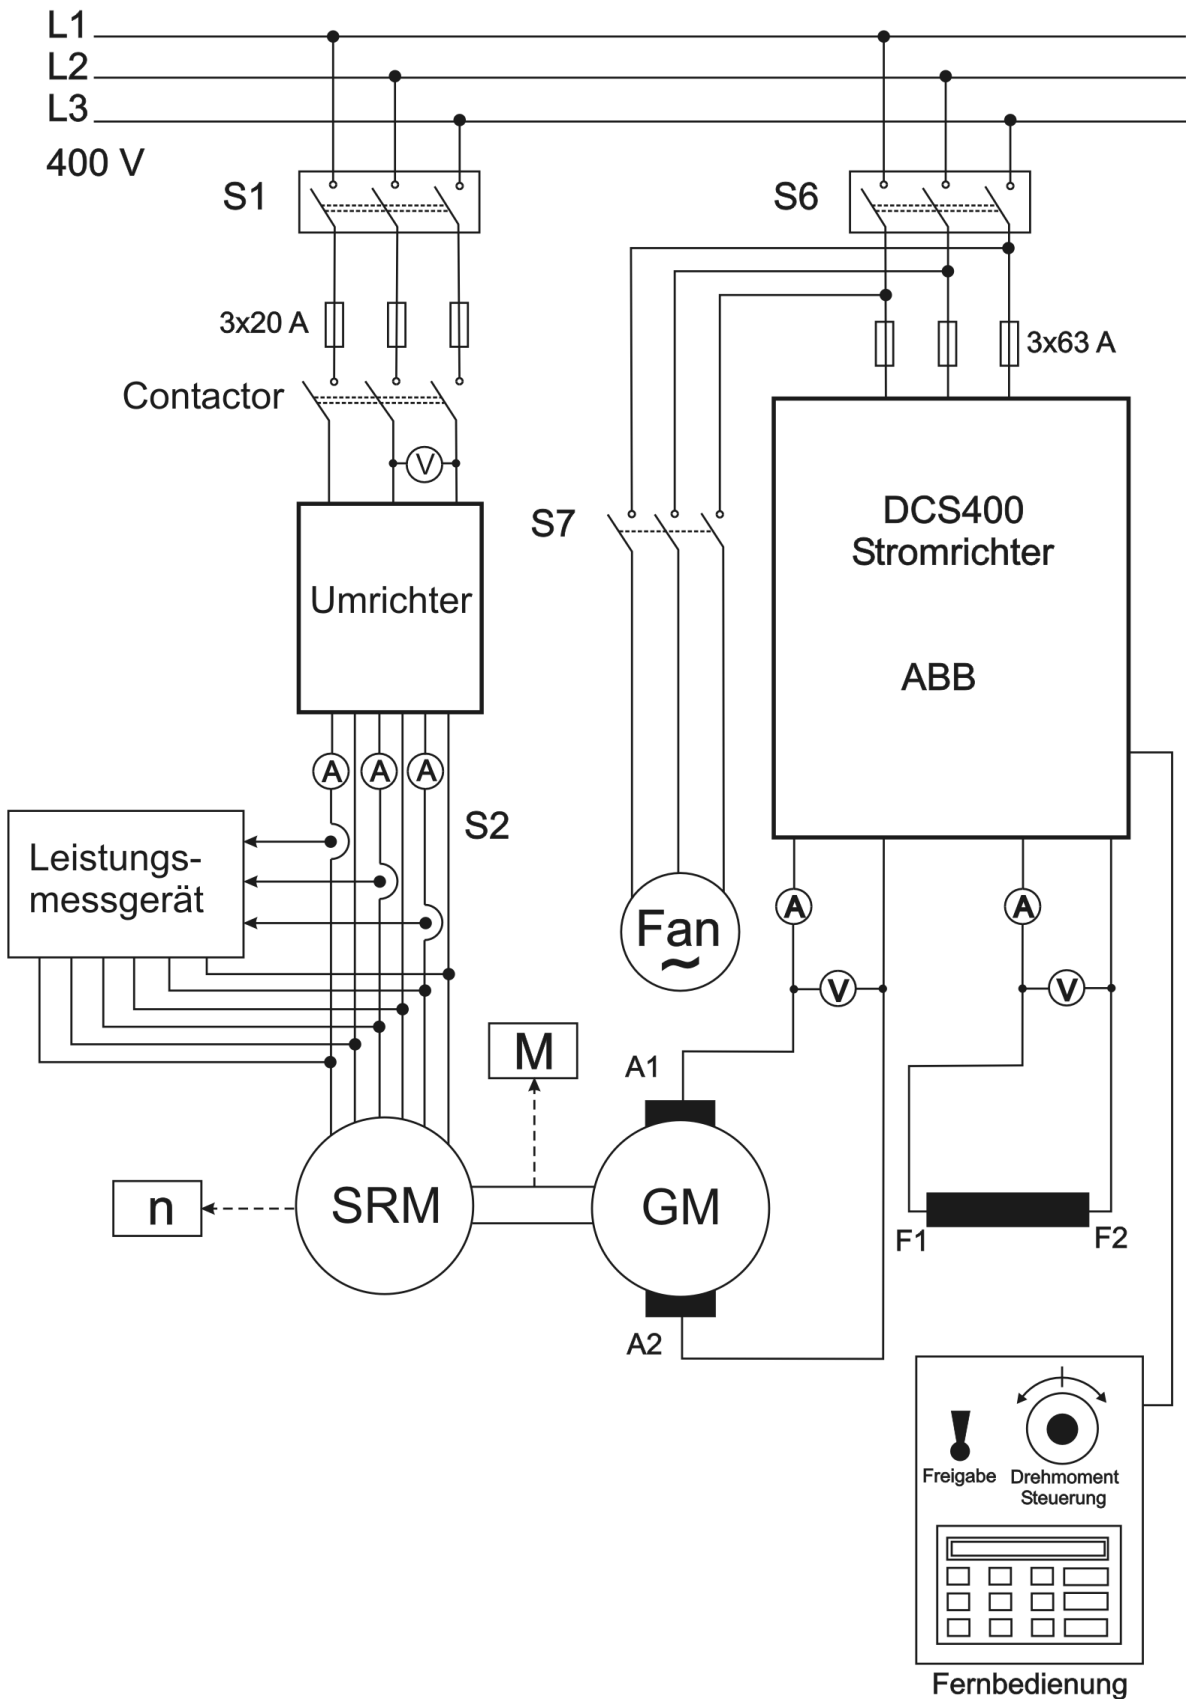 L1
L2
L3
400 V
S1
S6
3x20 A
3x63 A
Contactor
V
S7
DCS400
Stromrichter
ABB
Umrichter
A
A
A
S2
Leistungs-
messgerät
Fan
~
A
A
V
V
M
A1
n
SRM
GM
F1
F2
A2
Freigabe
Drehmoment
Steuerung
Fernbedienung